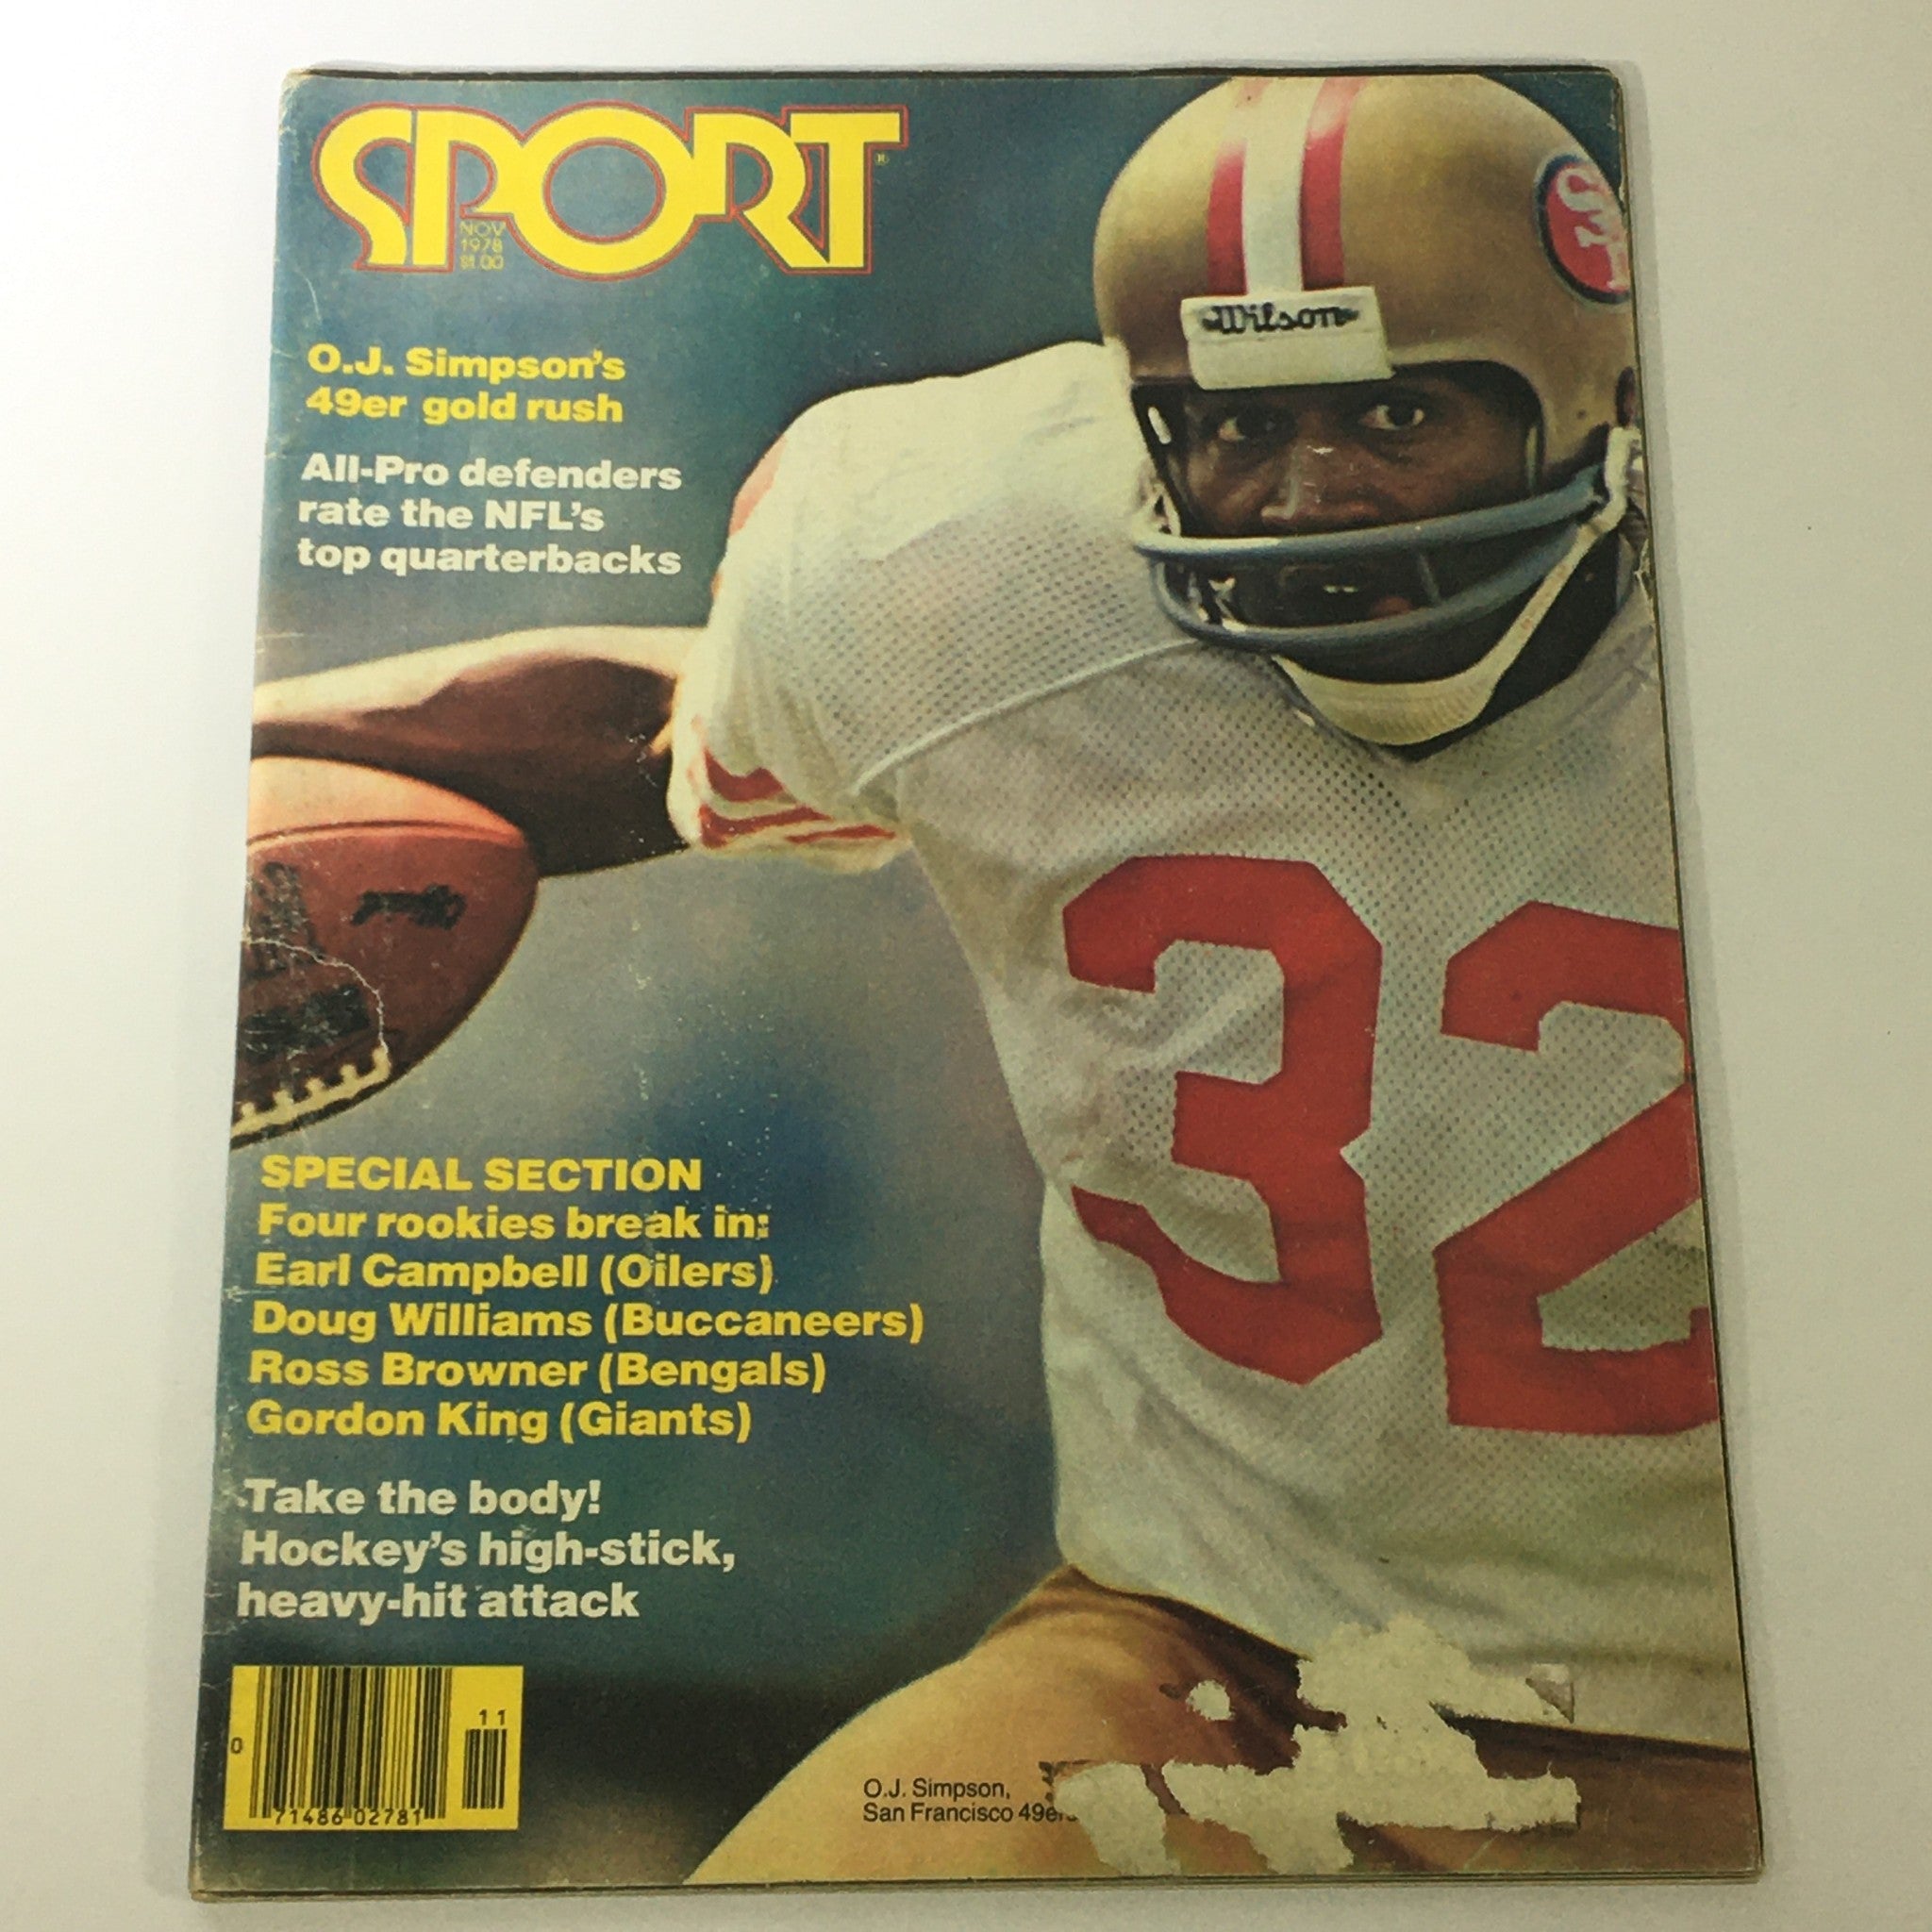 SPORT®
NOV
1978
$1.00
O.J. Simpson's
49er gold rush
All-Pro defenders
rate the NFL's
top quarterbacks
Wilson
SF
32
SPECIAL SECTION
Four rookies break in:
Earl Campbell (Oilers)
Doug Williams (Buccaneers)
Ross Browner (Bengals)
Gordon King (Giants)
Take the body!
Hockey's high-stick,
heavy-hit attack
11
0
71486 02781
O.J. Simpson,
San Francisco 49ers